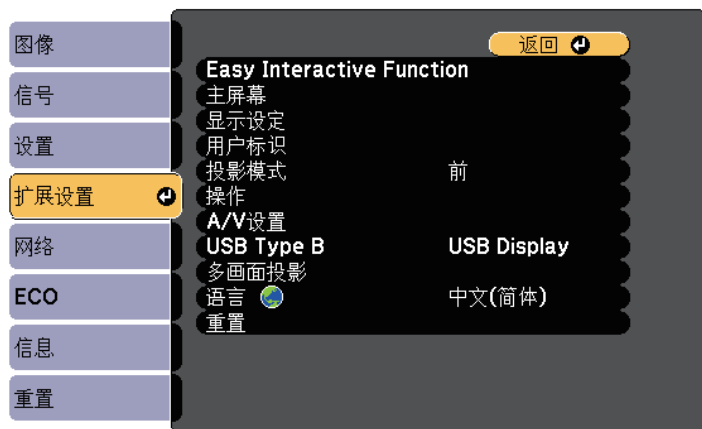 图像
信号
设置
扩展设置
网络
ECO
信息
重置
返回
Easy Interactive Function
主屏幕
显示设定
用户标识
投影模式 前
操作
A/V设置
USB Type B USB Display
多画面投影
语言 中文(简体)
重置